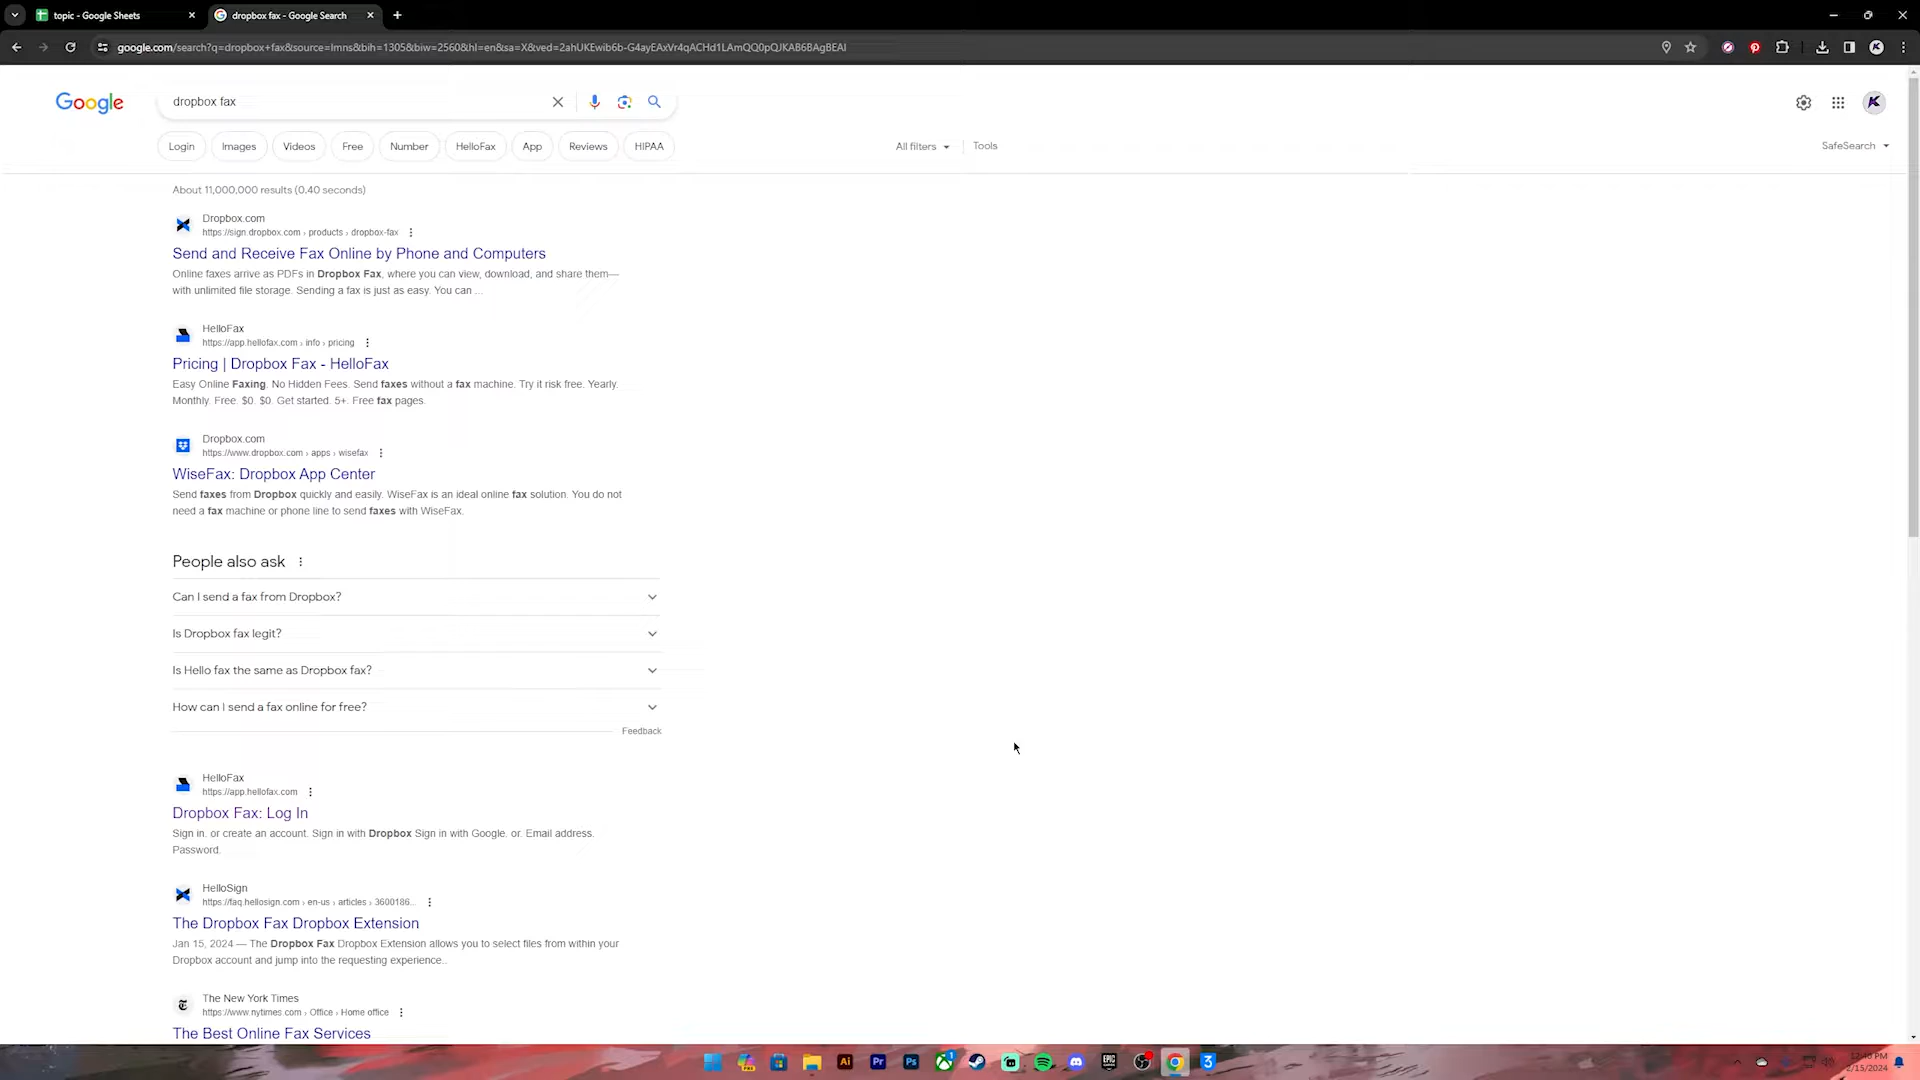 topic - Google Sheets
dropbox fax - Google Search
google.com/search?q=dropbox+fax&source=lmns&bih=1305&biw=2560&hl=en&sa=X&ved=2ahUKEwib6b-G4ayEAxVr4qACHd1LAmQQ0pQJKAB6BAgBEAI
Google
dropbox fax
Login
Images
Videos
Free
Number
HelloFax
App
Reviews
HIPAA
All filters
Tools
SafeSearch
About 11,000,000 results (0.40 seconds)
Dropbox.com
https://sign.dropbox.com › products › dropbox-fax
Send and Receive Fax Online by Phone and Computers
Online faxes arrive as PDFs in Dropbox Fax, where you can view, download, and share them—
with unlimited file storage. Sending a fax is just as easy. You can ...
HelloFax
https://app.hellofax.com › info › pricing
Pricing | Dropbox Fax - HelloFax
Easy Online Faxing. No Hidden Fees. Send faxes without a fax machine. Try it risk free. Yearly.
Monthly. Free. $0. $0. Get started. 5+. Free fax pages.
Dropbox.com
https://www.dropbox.com › apps › wisefax
WiseFax: Dropbox App Center
Send faxes from Dropbox quickly and easily. WiseFax is an ideal online fax solution. You do not
need a fax machine or phone line to send faxes with WiseFax.
People also ask
Can I send a fax from Dropbox?
Is Dropbox fax legit?
Is Hello fax the same as Dropbox fax?
How can I send a fax online for free?
Feedback
HelloFax
https://app.hellofax.com
Dropbox Fax: Log In
Sign in. or create an account. Sign in with Dropbox Sign in with Google. or. Email address.
Password.
HelloSign
https://faq.hellosign.com › en-us › articles › 3600186...
The Dropbox Fax Dropbox Extension
Jan 15, 2024 — The Dropbox Fax Dropbox Extension allows you to select files from within your
Dropbox account and jump into the requesting experience..
The New York Times
https://www.nytimes.com › Office › Home office
The Best Online Fax Services
Ai
Pr
Ps
1
EPIC
GAMES
3
2/15/2024